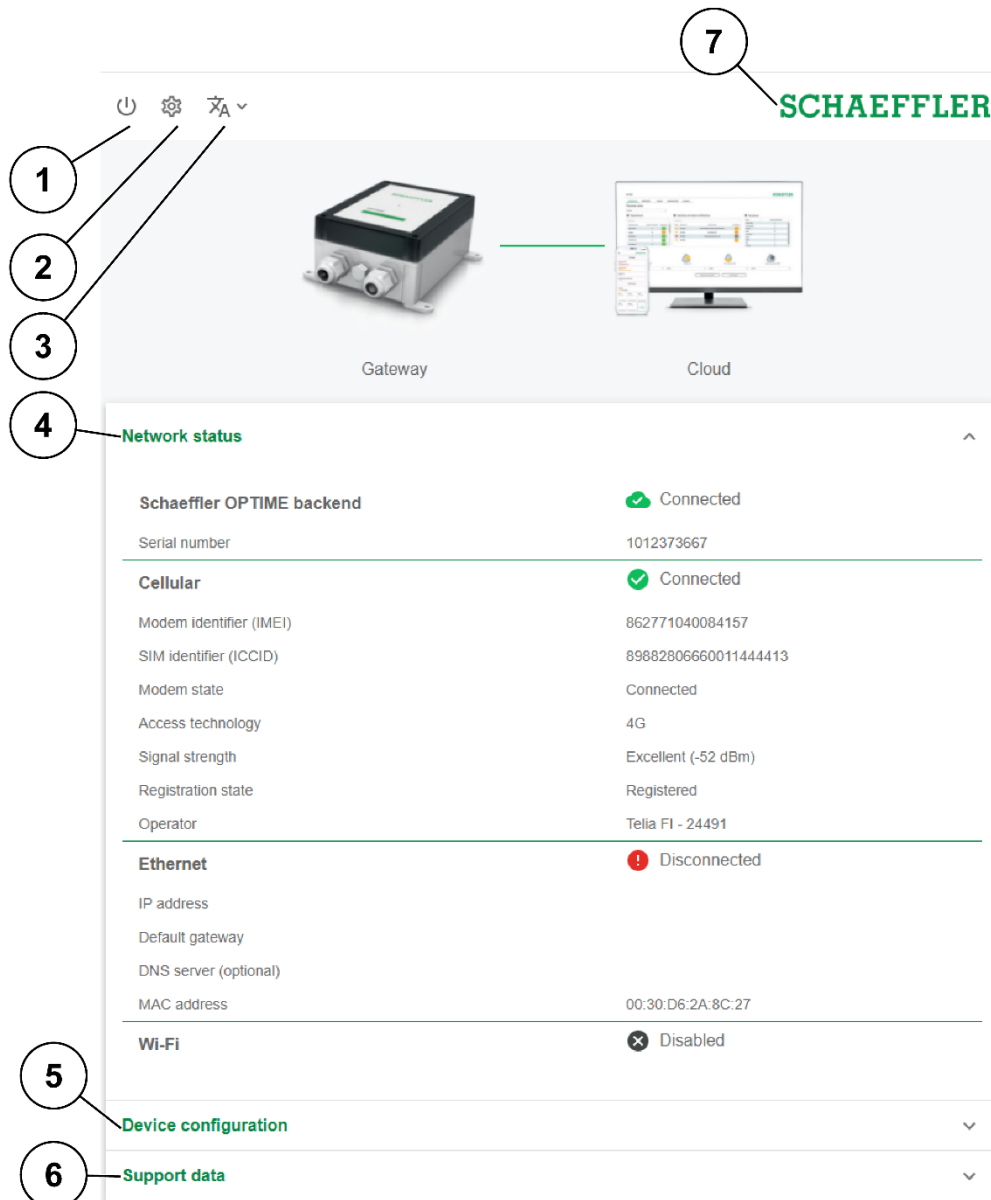 7
SCHAEFFLER
1
2
3
Gateway Cloud
4
Network status
Schaeffler OPTIME backend Connected
Serial number 1012373667
Cellular Connected
Modem identifier (IMEI) 862771040084157
SIM identifier (ICCID) 89882806660011444413
Modem state Connected
Access technology 4G
Signal strength Excellent (-52 dBm)
Registration state Registered
Operator Telia FI - 24491
Ethernet Disconnected
IP address
Default gateway
DNS server (optional)
MAC address 00:30:D6:2A:8C:27
Wi-Fi Disabled
5
Device configuration
6
Support data